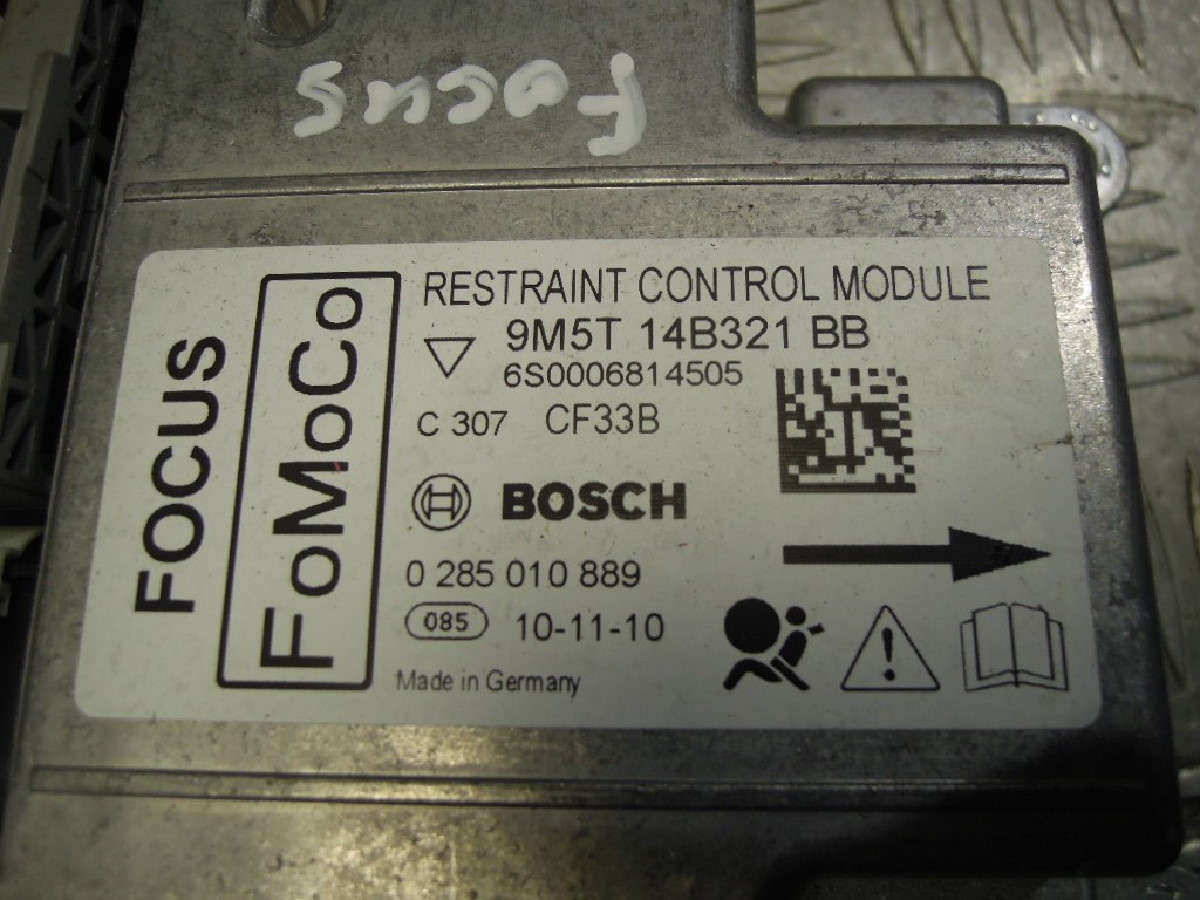 Focus
FOCUS
FoMoCo
RESTRAINT CONTROL MODULE
9M5T 14B321 BB
6S0006814505
C 307 CF33B
BOSCH
0 285 010 889
085 10-11-10
Made in Germany